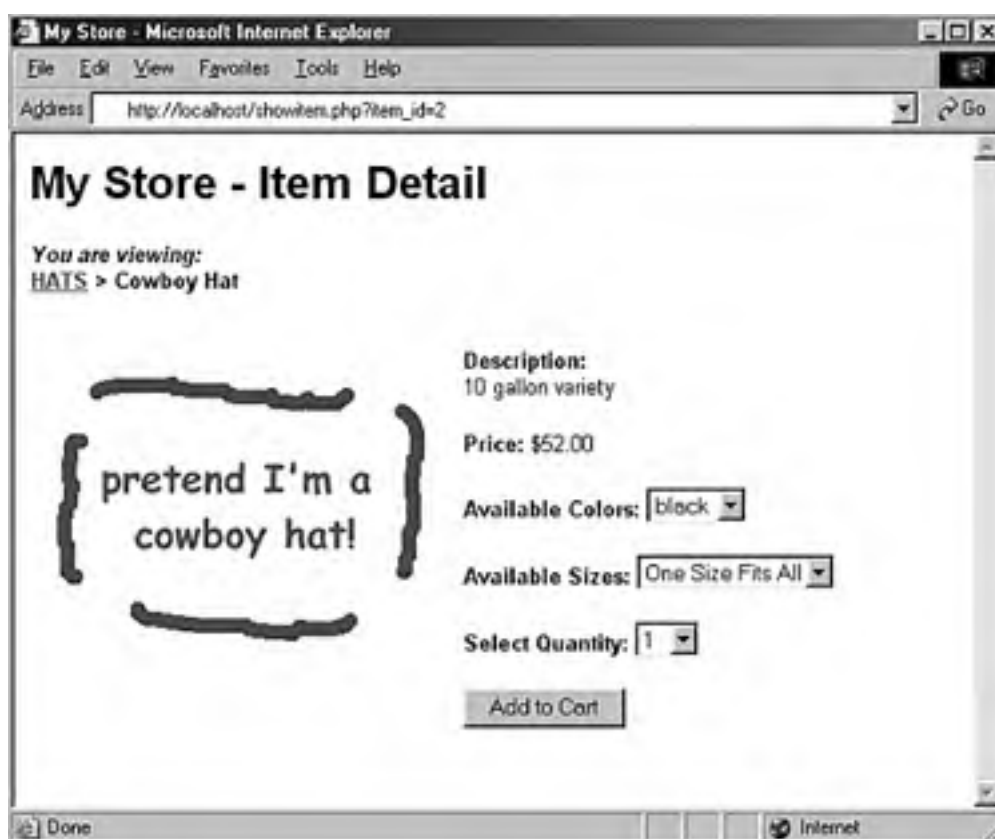 My Store - Microsoft Internet Explorer
File Edit View Favorites Tools Help
Address http://localhost/showitem.php?item_id=2 Go
My Store - Item Detail
You are viewing:
HATS > Cowboy Hat
Description:
10 gallon variety
Price: $52.00
pretend I'm a
cowboy hat!
Available Colors: black
Available Sizes: One Size Fits All
Select Quantity: 1
Add to Cart
Done Internet